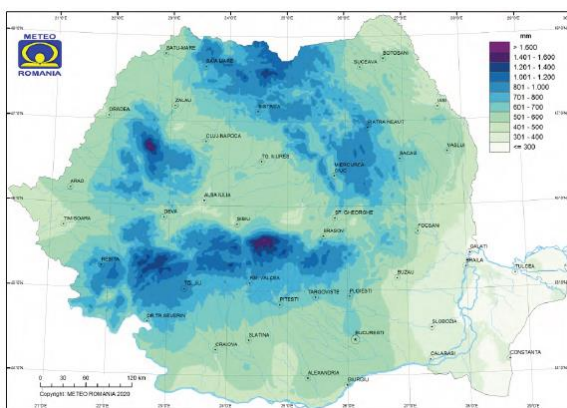 METEO
ROMANIA
mm
> 1.600
1.401 - 1.600
1.201 - 1.400
1.001 - 1.200
801 - 1.000
701 - 800
601 - 700
501 - 600
401 - 500
301 - 400
<= 300
SATU-MARE
BAIA MARE
SUCEAVA
BOTOSANI
ORADEA
ZALAU
BISTRITA
IASI
PIATRA NEAMT
CLUJ-NAPOCA
TG. MURES
MIERCUREA
CIUC
BACAU
VASLUI
ARAD
ALBA IULIA
TIMISOARA
DEVA
SIBIU
SF. GHEORGHE
BRASOV
FOCSANI
GALATI
BRAILA
TULCEA
RESITA
TG. JIU
RM. VALCEA
BUZAU
PITESTI
TARGOVISTE
PLOIESTI
DR. TR. SEVERIN
SLATINA
CRAIOVA
BUCURESTI
SLOBOZIA
CALARASI
CONSTANTA
ALEXANDRIA
GIURGIU
0 30 60 120 km
Copyright: METEO ROMANIA 2020